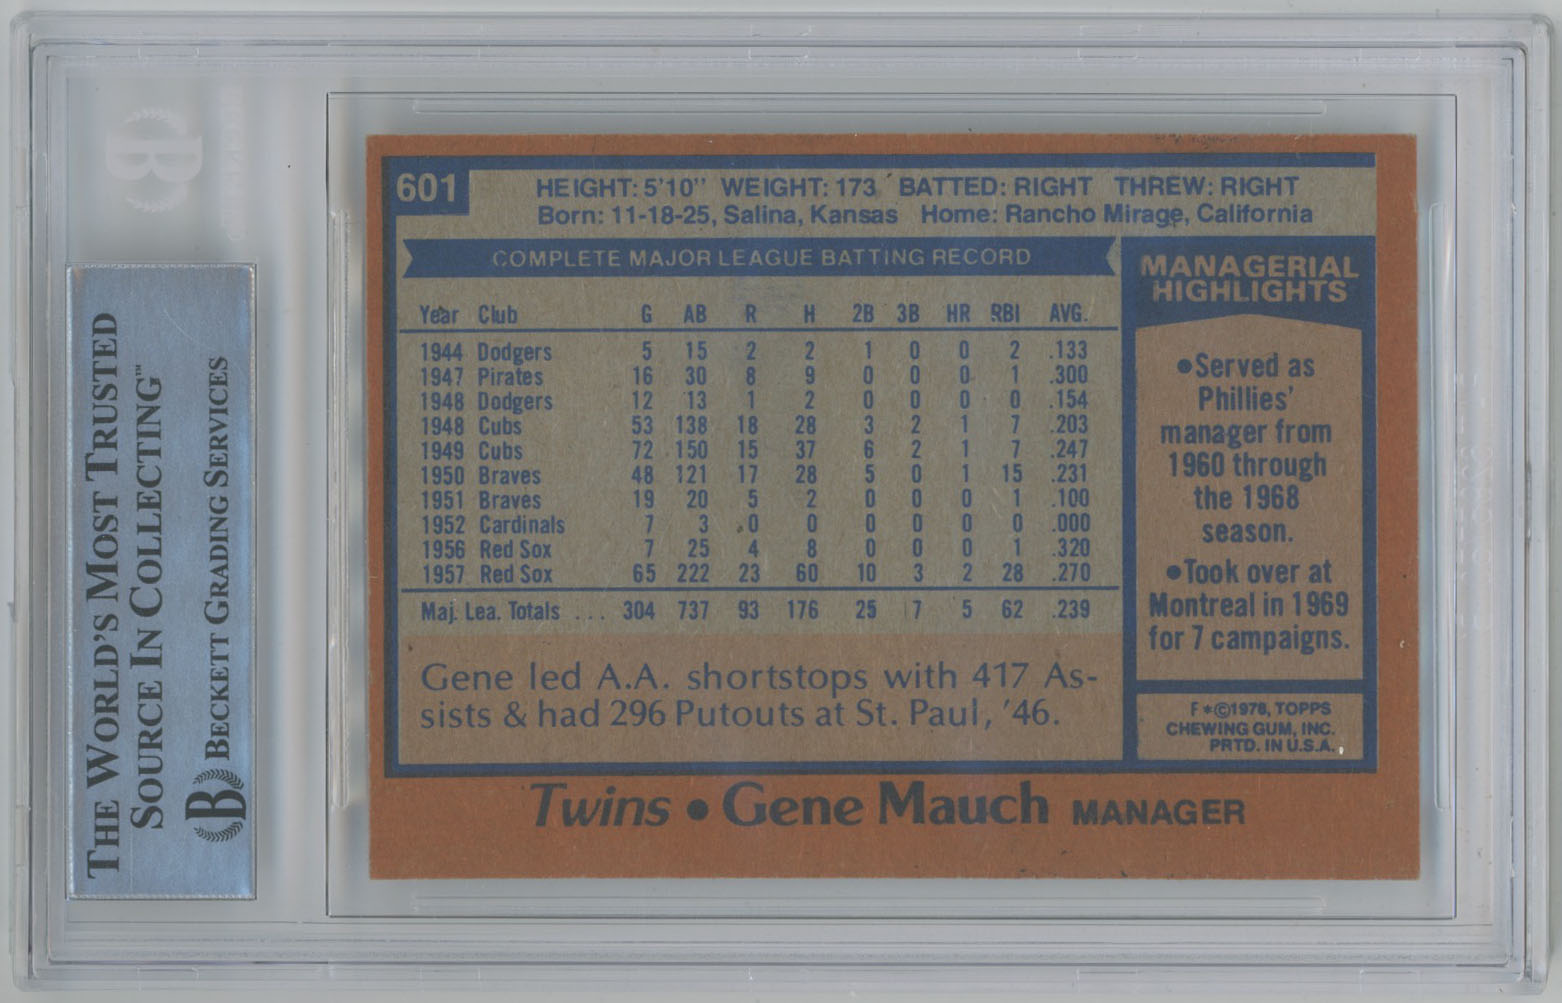 THE WORLD'S MOST TRUSTED
SOURCE IN COLLECTING™
BECKETT GRADING SERVICES
B
601
HEIGHT: 5'10" WEIGHT: 173 BATTED: RIGHT THREW: RIGHT
Born: 11-18-25, Salina, Kansas Home: Rancho Mirage, California
COMPLETE MAJOR LEAGUE BATTING RECORD
Year Club G AB R H 2B 3B HR RBI AVG.
1944 Dodgers 5 15 2 2 1 0 0 2 .133
1947 Pirates 16 30 8 9 0 0 0 1 .300
1948 Dodgers 12 13 1 2 0 0 0 0 .154
1948 Cubs 53 138 18 28 3 2 1 7 .203
1949 Cubs 72 150 15 37 6 2 1 7 .247
1950 Braves 48 121 17 28 5 0 1 15 .231
1951 Braves 19 20 5 2 0 0 0 1 .100
1952 Cardinals 7 3 0 0 0 0 0 0 .000
1956 Red Sox 7 25 4 8 0 0 0 1 .320
1957 Red Sox 65 222 23 60 10 3 2 28 .270
Maj. Lea. Totals ... 304 737 93 176 25 7 5 62 .239
Gene led A.A. shortstops with 417 As-
sists & had 296 Putouts at St. Paul, '46.
MANAGERIAL
HIGHLIGHTS
•Served as
Phillies'
manager from
1960 through
the 1968
season.
•Took over at
Montreal in 1969
for 7 campaigns.
F*©1978, TOPPS
CHEWING GUM, INC.
PRTD. IN U.S.A.
Twins • Gene Mauch MANAGER